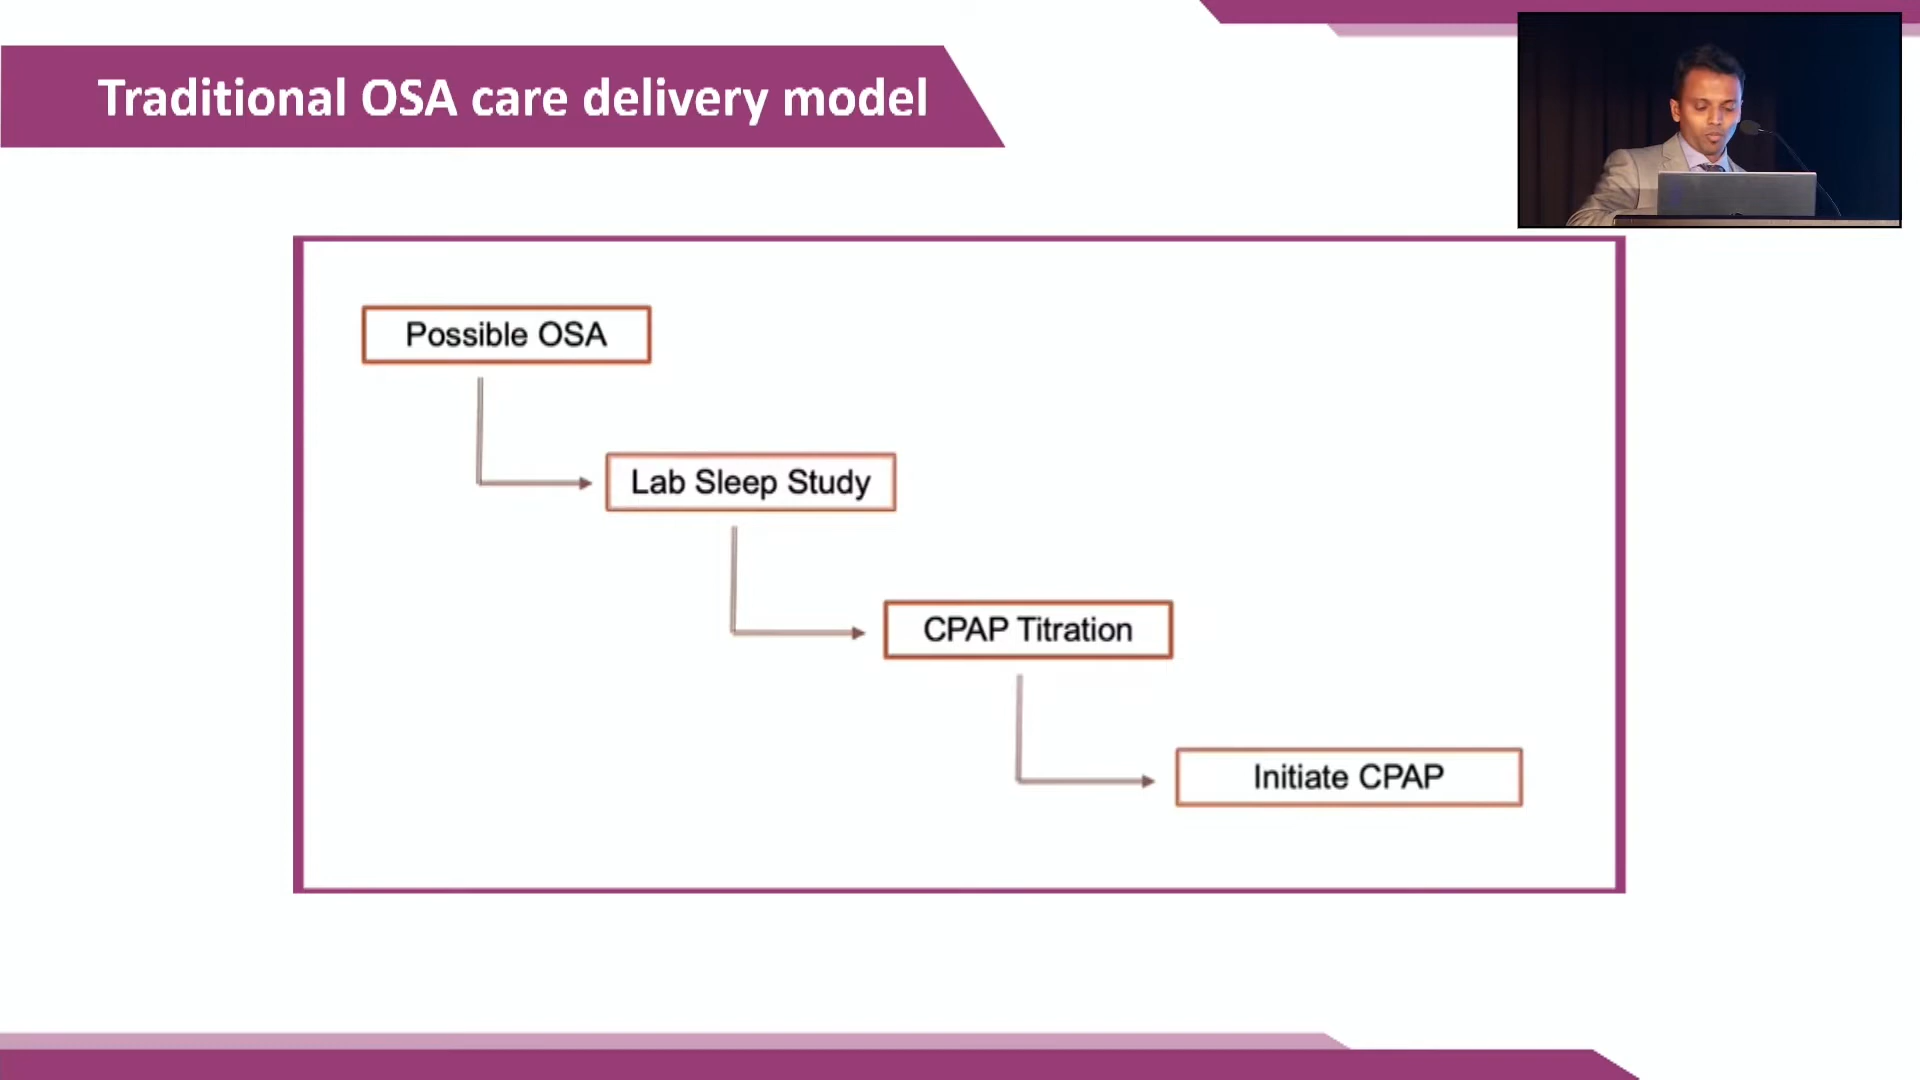 Traditional OSA care delivery model
Possible OSA
Lab Sleep Study
CPAP Titration
Initiate CPAP